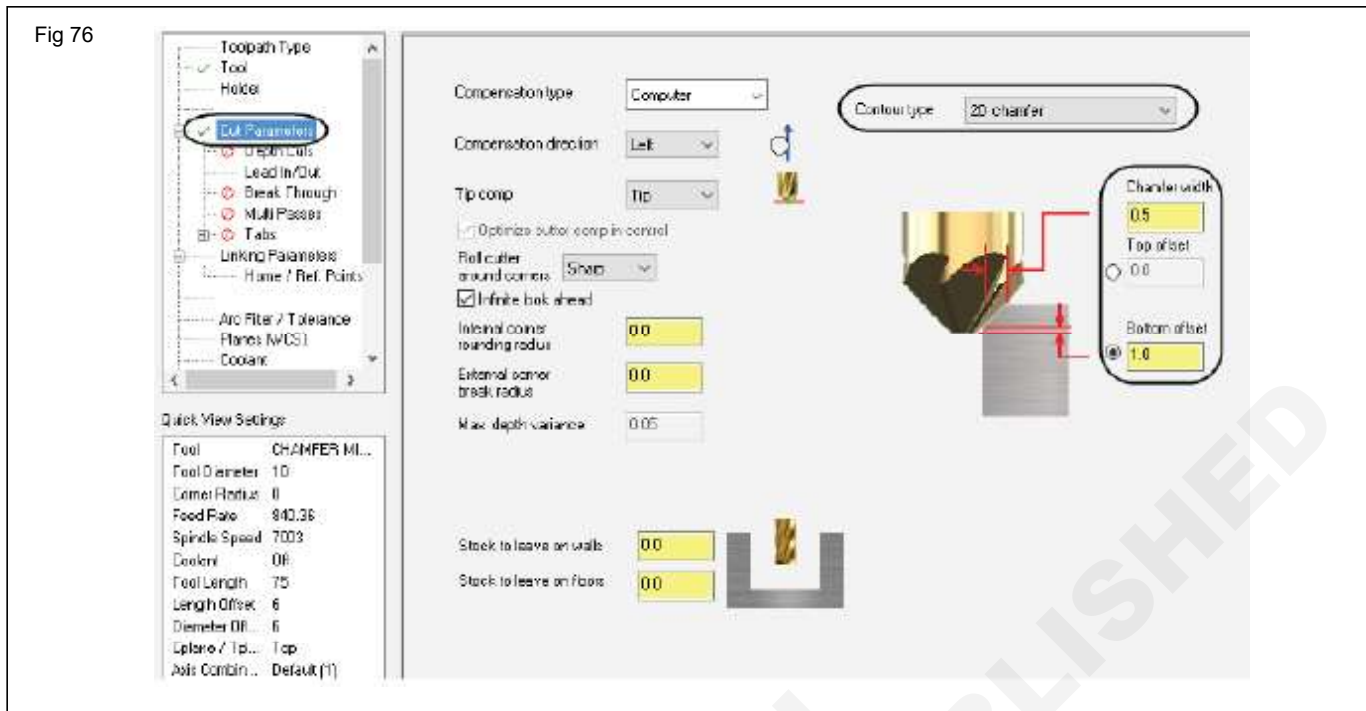 Fig 76
Toolpath Type
Tool
Holder
Cut Parameters
Depth Cuts
Lead In/Out
Break Through
Multi Passes
Tabs
Linking Parameters
Home / Ref. Points
Arc Filter / Tolerance
Planes (WCS)
Coolant
Quick View Settings
Tool CHAMFER MI...
Tool Diameter 10
Corner Radius 0
Feed Rate 840.36
Spindle Speed 7003
Coolant Off
Tool Length 75
Length Offset 6
Diameter Off... 6
Cplane / Tpl... Top
Axis Combin... Default (1)
Compensation type Computer
Compensation direction Left
Tip comp Tip
Optimize cutter comp in control
Roll cutter
around corners Sharp
Infinite look ahead
Internal corner
rounding radius 0.0
External corner
break radius 0.0
Max. depth variance 0.05
Stock to leave on walls 0.0
Stock to leave on floors 0.0
Contour type 2D chamfer
Chamfer width
0.5
Top offset
0.0
Bottom offset
1.0